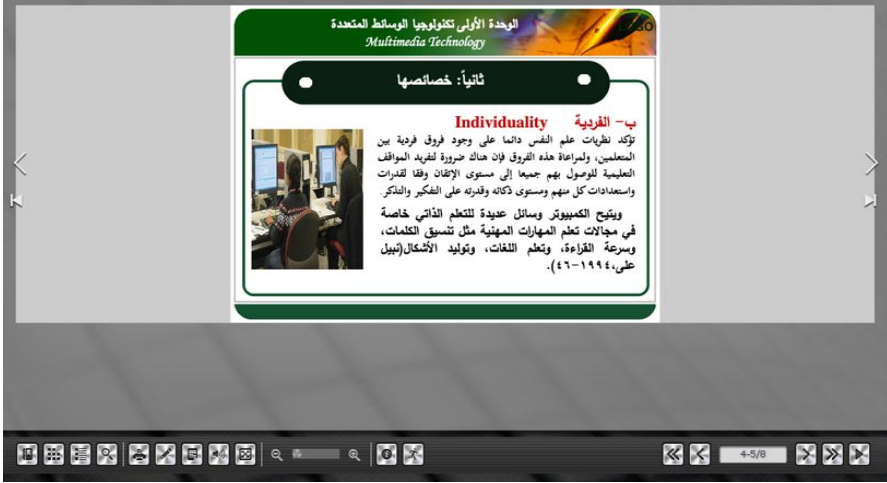 الوحدة الأولى تكنولوجيا الوسائط المتعددة
Multimedia Technology
ثانياً: خصائصها
ب- الفردية Individuality
تؤكد نظريات علم النفس دائما على وجود فروق فردية بين
المتعلمين، ولمراعاة هذه الفروق فإن هناك ضرورة لتفريد المواقف
التعليمية للوصول بهم جميعا إلى مستوى الإتقان وفقا لقدرات
واستعدادات كل منهم ومستوى ذكائه وقدرته على التفكير والتذكر.
ويتيح الكمبيوتر وسائل عديدة للتعلم الذاتي خاصة
في مجالات تعلم المهارات المهنية مثل تنسيق الكلمات،
وسرعة القراءة، وتعلم اللغات، وتوليد الأشكال(نبيل
على،١٩٩٤-٤٦).
4-5/8